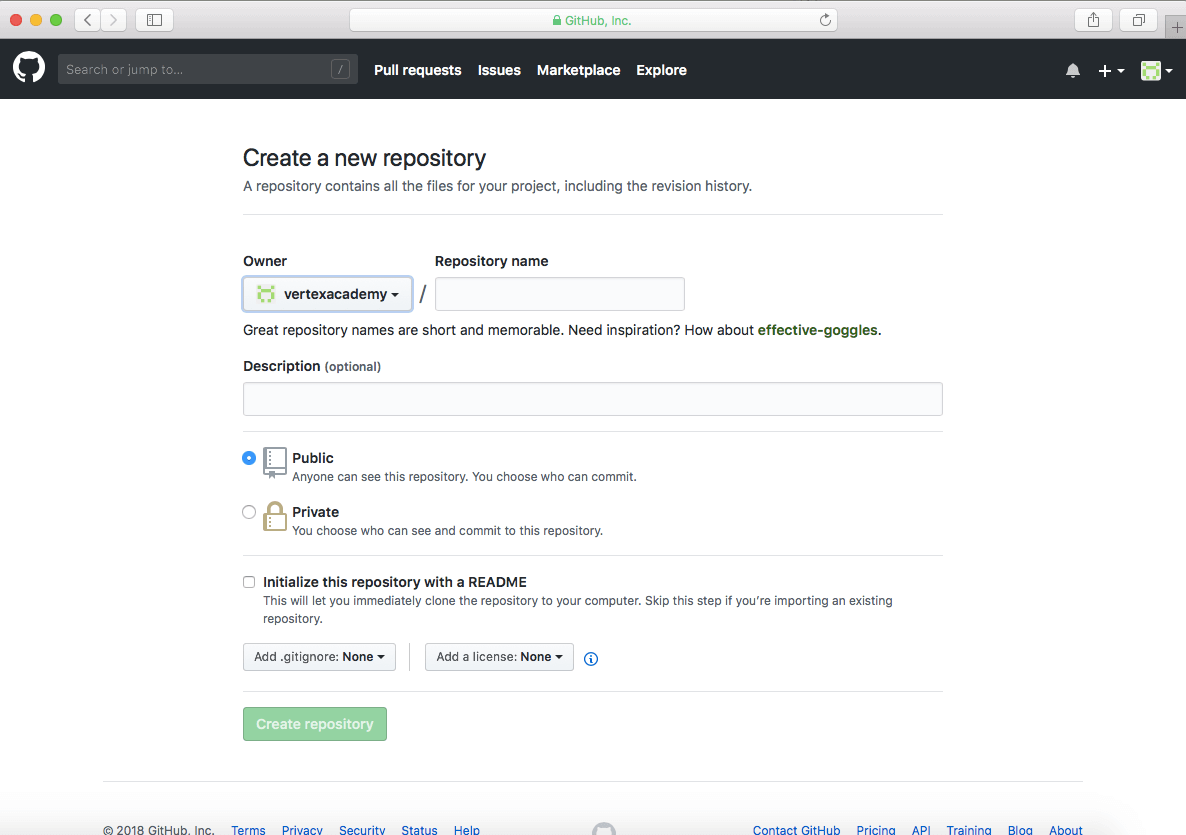 GitHub, Inc.
Search or jump to... /
Pull requests Issues Marketplace Explore
Create a new repository
A repository contains all the files for your project, including the revision history.
Owner Repository name
vertexacademy /
Great repository names are short and memorable. Need inspiration? How about effective-goggles.
Description (optional)
Public
Anyone can see this repository. You choose who can commit.
Private
You choose who can see and commit to this repository.
Initialize this repository with a README
This will let you immediately clone the repository to your computer. Skip this step if you’re importing an existing
repository.
Add .gitignore: None Add a license: None
Create repository
© 2018 GitHub, Inc. Terms Privacy Security Status Help Contact GitHub Pricing API Training Blog About